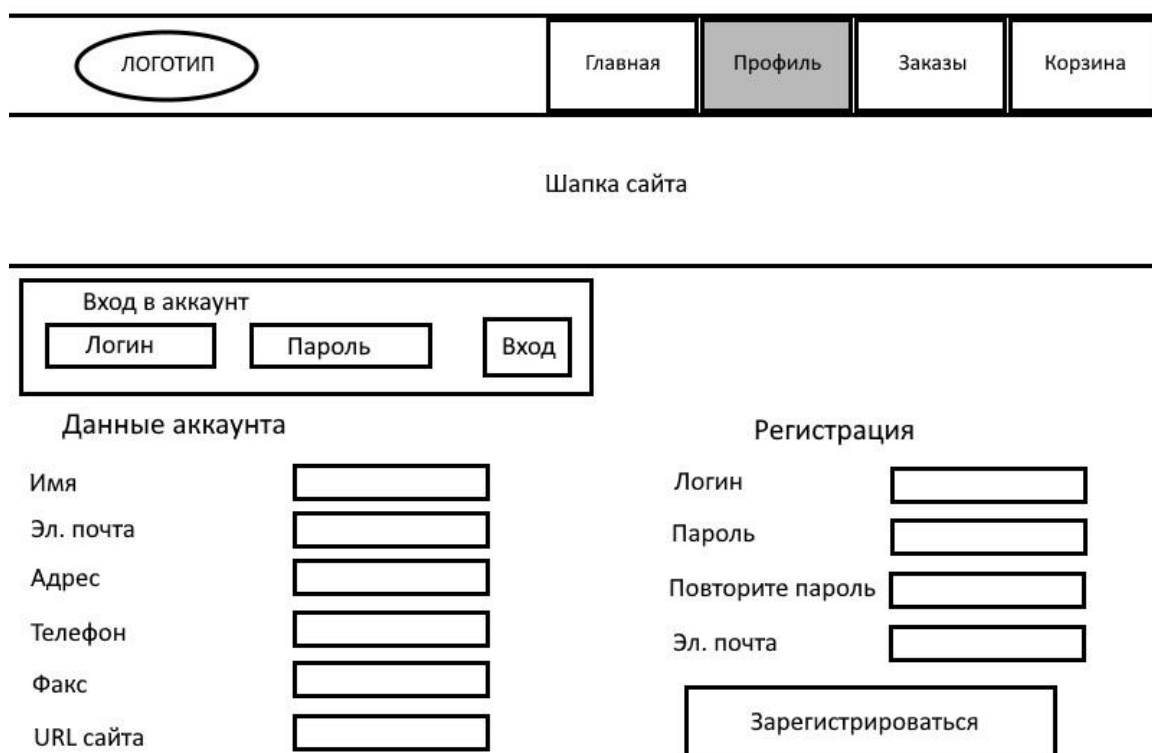 ЛОГОТИП
Главная
Профиль
Заказы
Корзина
Шапка сайта
Вход в аккаунт
Логин
Пароль
Вход
Данные аккаунта
Имя
Эл. почта
Адрес
Телефон
Факс
URL сайта
Регистрация
Логин
Пароль
Повторите пароль
Эл. почта
Зарегистрироваться